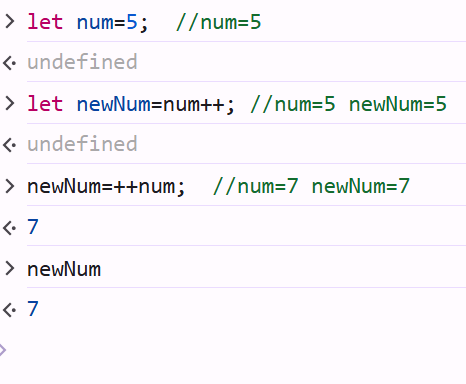 let num=5;  //num=5
undefined
let newNum=num++; //num=5 newNum=5
undefined
newNum=++num;  //num=7 newNum=7
7
newNum
7